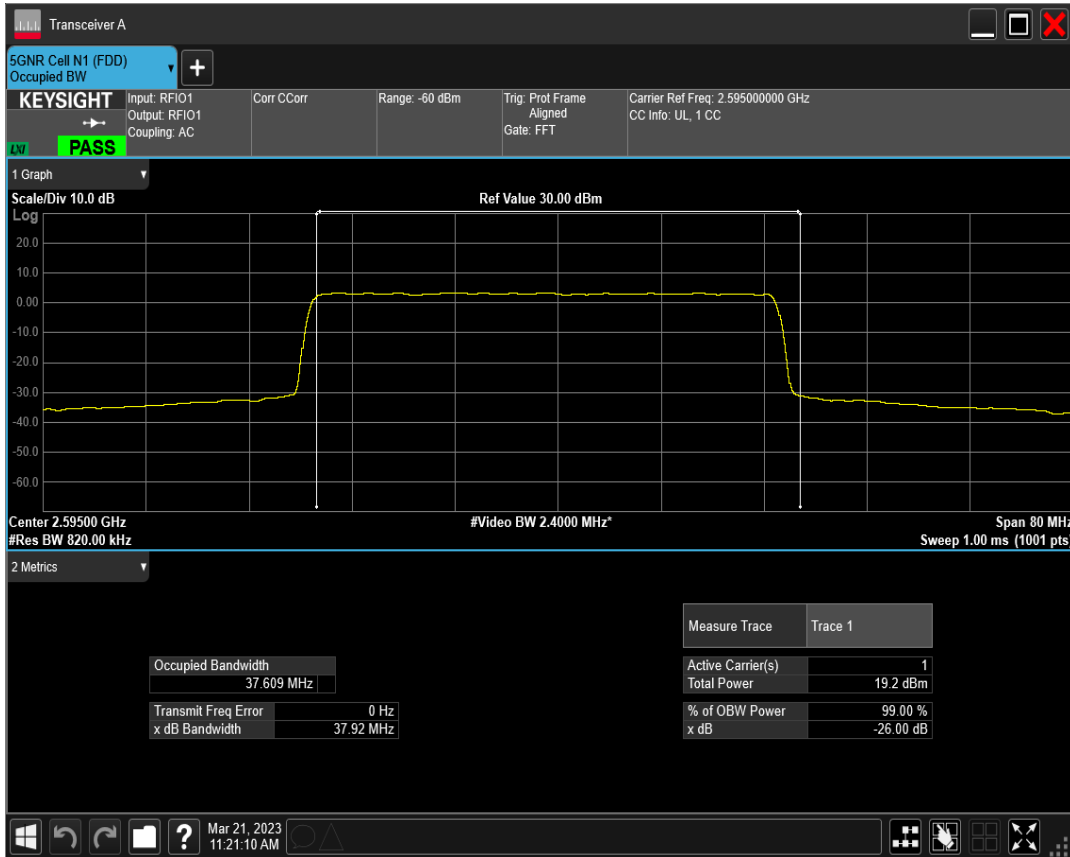 Transceiver A
5GNR Cell N1 (FDD)
Occupied BW
+
KEYSIGHT
LXI
PASS
Input: RFIO1
Output: RFIO1
Coupling: AC
Corr CCorr
Range: -60 dBm
Trig: Prot Frame
Aligned
Gate: FFT
Carrier Ref Freq: 2.595000000 GHz
CC Info: UL, 1 CC
1 Graph
Scale/Div 10.0 dB
Ref Value 30.00 dBm
Log
20.0
10.0
0.00
-10.0
-20.0
-30.0
-40.0
-50.0
-60.0
Center 2.59500 GHz
#Video BW 2.4000 MHz*
Span 80 MHz
#Res BW 820.00 kHz
Sweep 1.00 ms (1001 pts)
2 Metrics
Measure Trace Trace 1
Occupied Bandwidth
37.609 MHz
Active Carrier(s) 1
Total Power 19.2 dBm
Transmit Freq Error 0 Hz
x dB Bandwidth 37.92 MHz
% of OBW Power 99.00 %
x dB -26.00 dB
?
Mar 21, 2023
11:21:10 AM